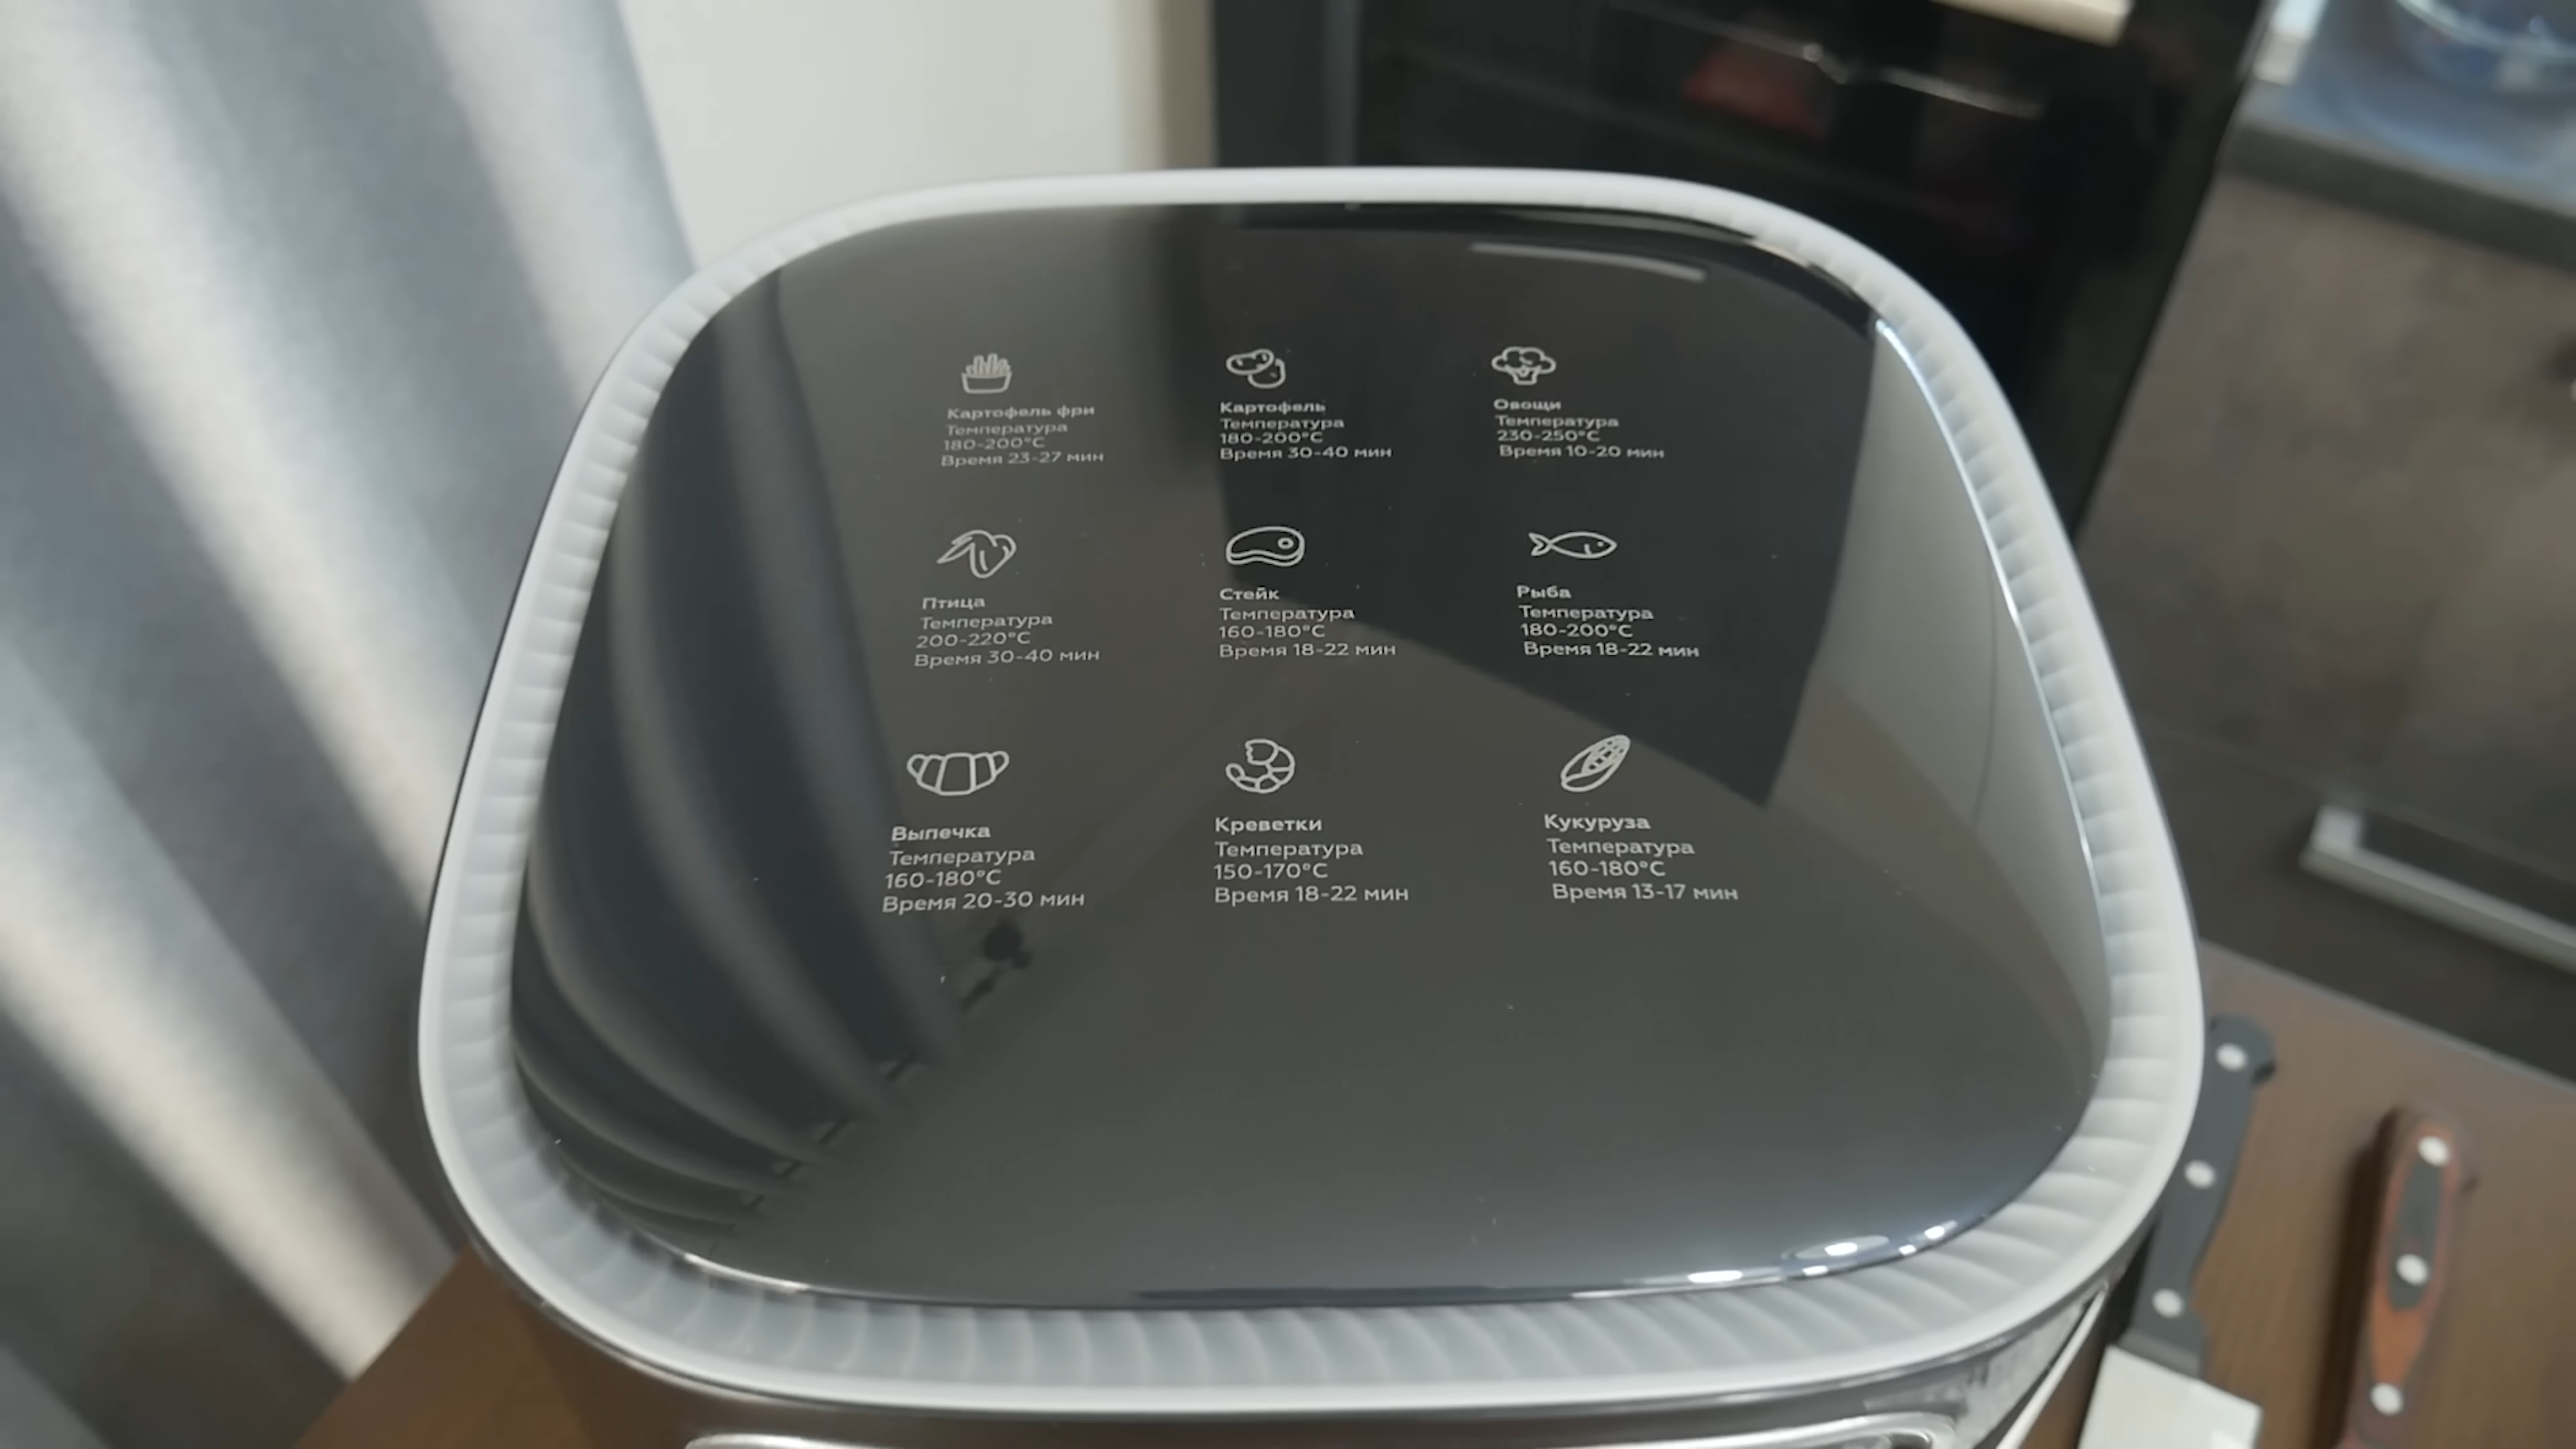 Картофель фри
Температура
180-200°C
Время 23-27 мин
Картофель
Температура
180-200°C
Время 30-40 мин
Овощи
Температура
230-250°C
Время 10-20 мин
Птица
Температура
200-220°C
Время 30-40 мин
Стейк
Температура
160-180°C
Время 18-22 мин
Рыба
Температура
180-200°C
Время 18-22 мин
Выпечка
Температура
160-180°C
Время 20-30 мин
Креветки
Температура
150-170°C
Время 18-22 мин
Кукуруза
Температура
160-180°C
Время 13-17 мин